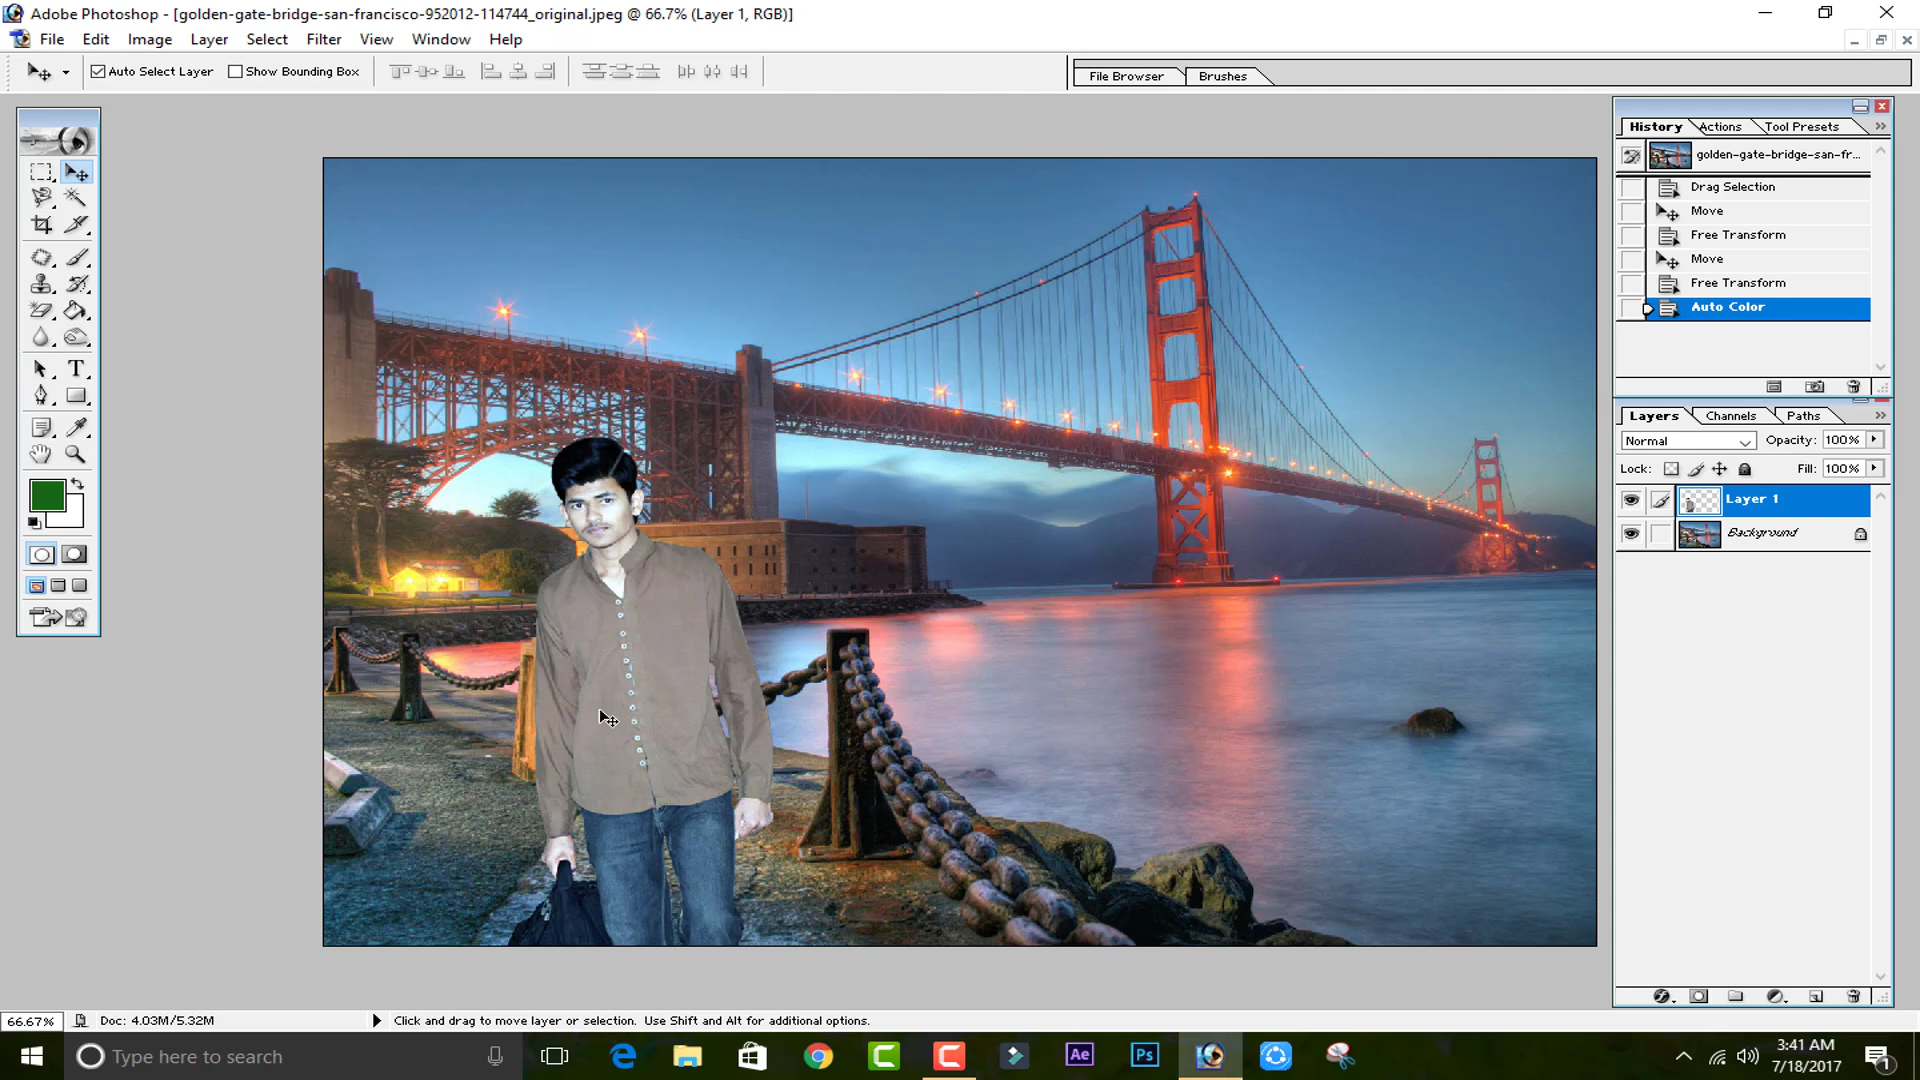 Adobe Photoshop - [golden-gate-bridge-san-francisco-952012-114744_original.jpeg @ 66.7% (Layer 1, RGB)]
File Edit Image Layer Select Filter View Window Help
Auto Select Layer Show Bounding Box File Browser Brushes
History Actions Tool Presets
golden-gate-bridge-san-fr...
Drag Selection
Move
Free Transform
Move
Free Transform
Auto Color
Layers Channels Paths
Normal Opacity: 100%
Lock: Fill: 100%
Layer 1
Background
66.67% Doc: 4.03M/5.32M Click and drag to move layer or selection. Use Shift and Alt for additional options.
Type here to search
Ae
Ps
3:41 AM
7/18/2017
1